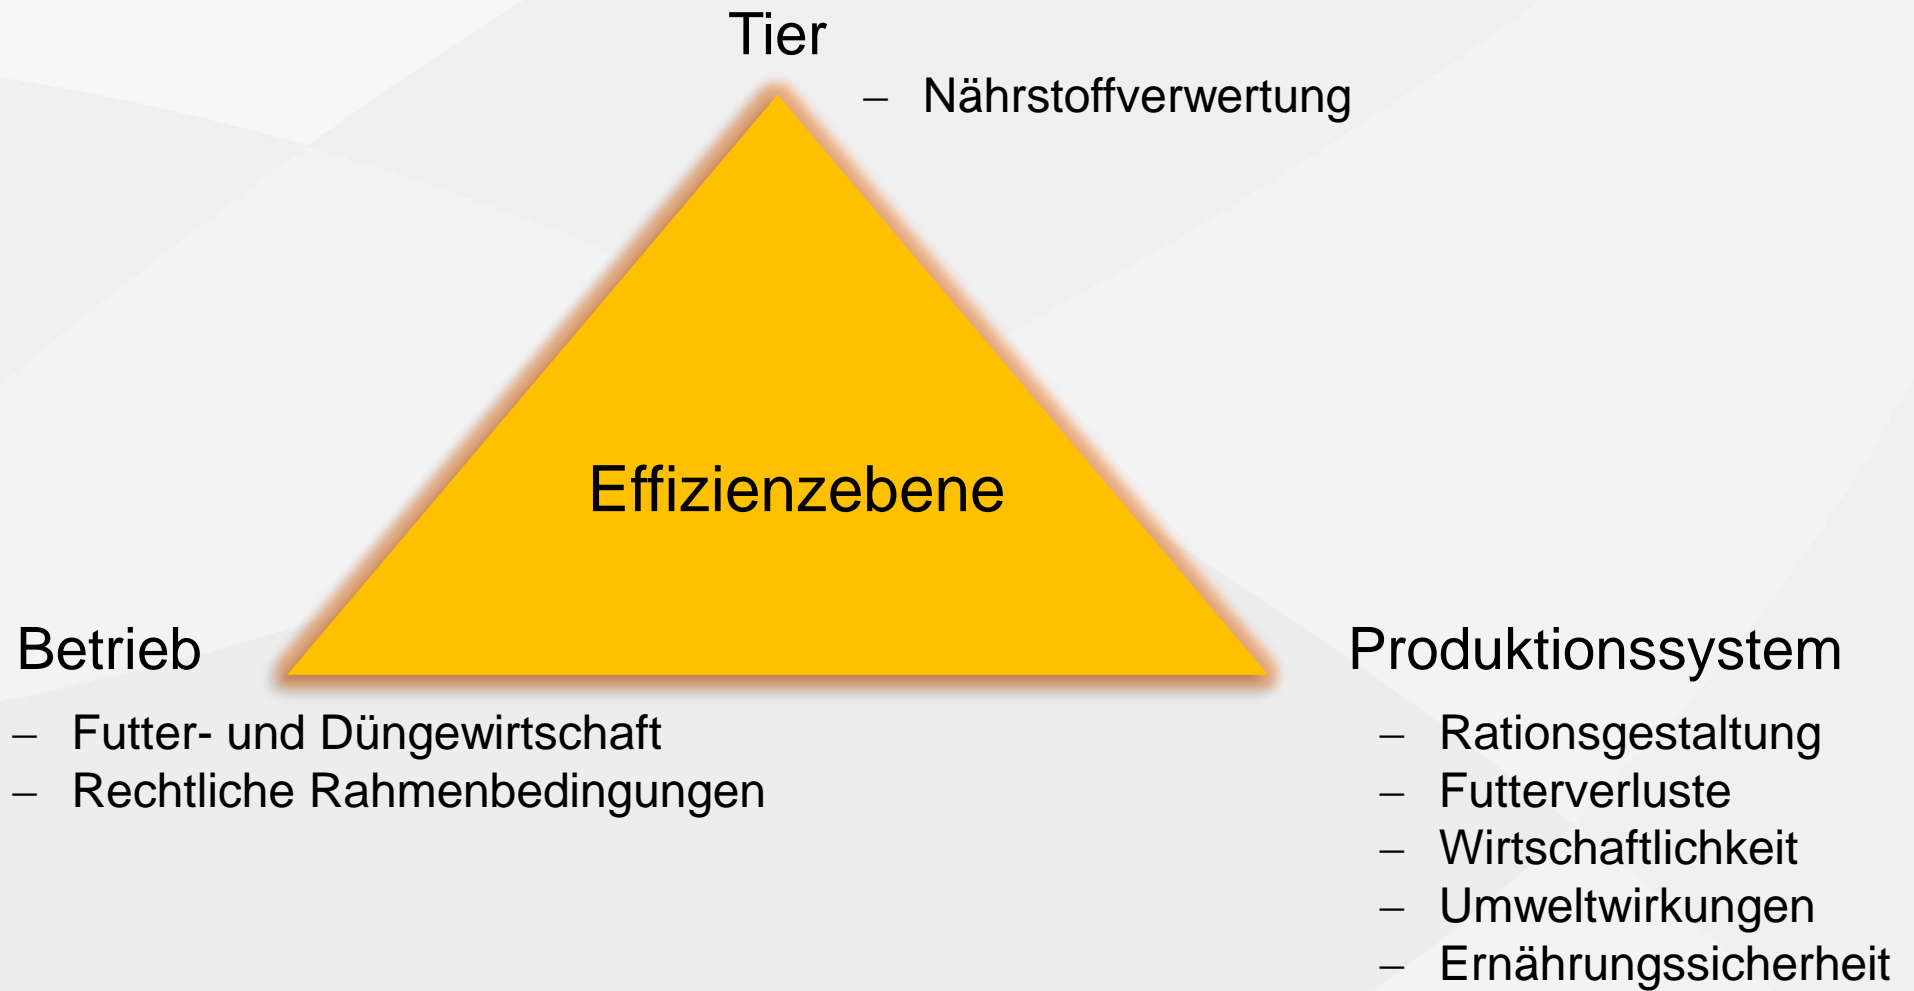 Tier
– Nährstoffverwertung
Effizienzebene
Betrieb
– Futter- und Düngewirtschaft
– Rechtliche Rahmenbedingungen
Produktionssystem
– Rationsgestaltung
– Futterverluste
– Wirtschaftlichkeit
– Umweltwirkungen
– Ernährungssicherheit